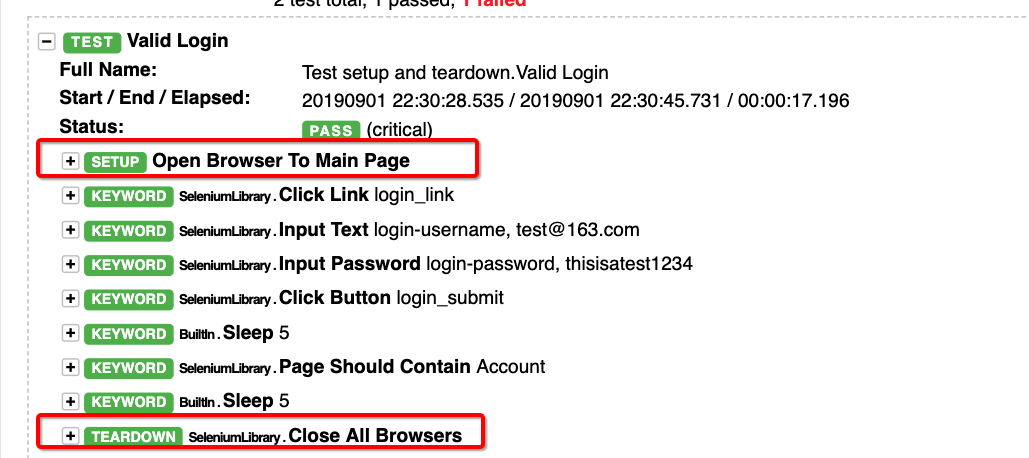 2 test total, 1 passed, 1 failed
TEST Valid Login
Full Name: Test setup and teardown.Valid Login
Start / End / Elapsed: 20190901 22:30:28.535 / 20190901 22:30:45.731 / 00:00:17.196
Status: PASS (critical)
+ SETUP Open Browser To Main Page
+ KEYWORD SeleniumLibrary.Click Link login_link
+ KEYWORD SeleniumLibrary.Input Text login-username, test@163.com
+ KEYWORD SeleniumLibrary.Input Password login-password, thisisatest1234
+ KEYWORD SeleniumLibrary.Click Button login_submit
+ KEYWORD BuiltIn.Sleep 5
+ KEYWORD SeleniumLibrary.Page Should Contain Account
+ KEYWORD BuiltIn.Sleep 5
+ TEARDOWN SeleniumLibrary.Close All Browsers